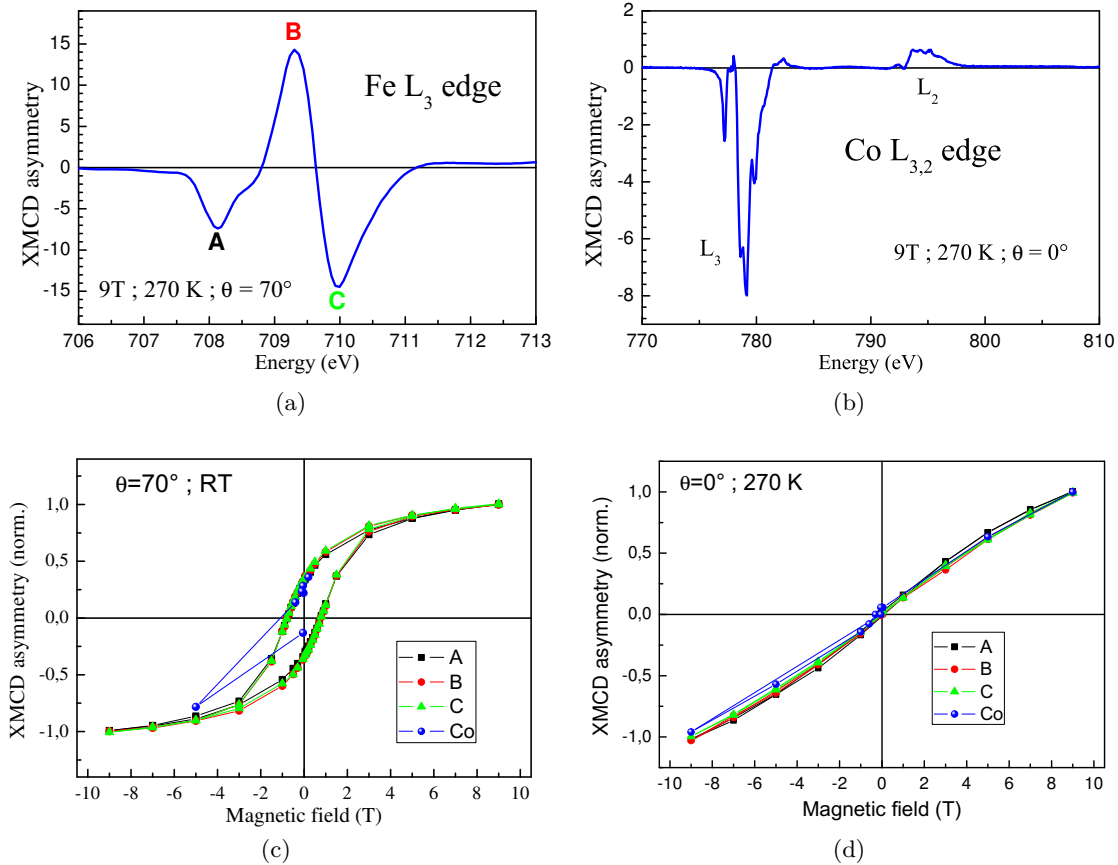 15
10
5
0
-5
-10
-15
XMCD asymmetry
B
Fe L3 edge
A
C
9T ; 270 K ; θ = 70°
706 707 708 709 710 711 712 713
Energy (eV)
(a)
2
0
-2
-4
-6
-8
XMCD asymmetry
L2
Co L3,2 edge
L3
9T ; 270 K ; θ = 0°
770 780 790 800 810
Energy (eV)
(b)
θ=70° ; RT
1,0
0,5
0,0
-0,5
-1,0
XMCD asymmetry (norm.)
A
B
C
Co
-10 -8 -6 -4 -2 0 2 4 6 8 10
Magnetic field (T)
(c)
θ=0° ; 270 K
1,0
0,5
0,0
-0,5
-1,0
XMCD asymmetry (norm.)
A
B
C
Co
-10 -8 -6 -4 -2 0 2 4 6 8 10
Magnetic field (T)
(d)